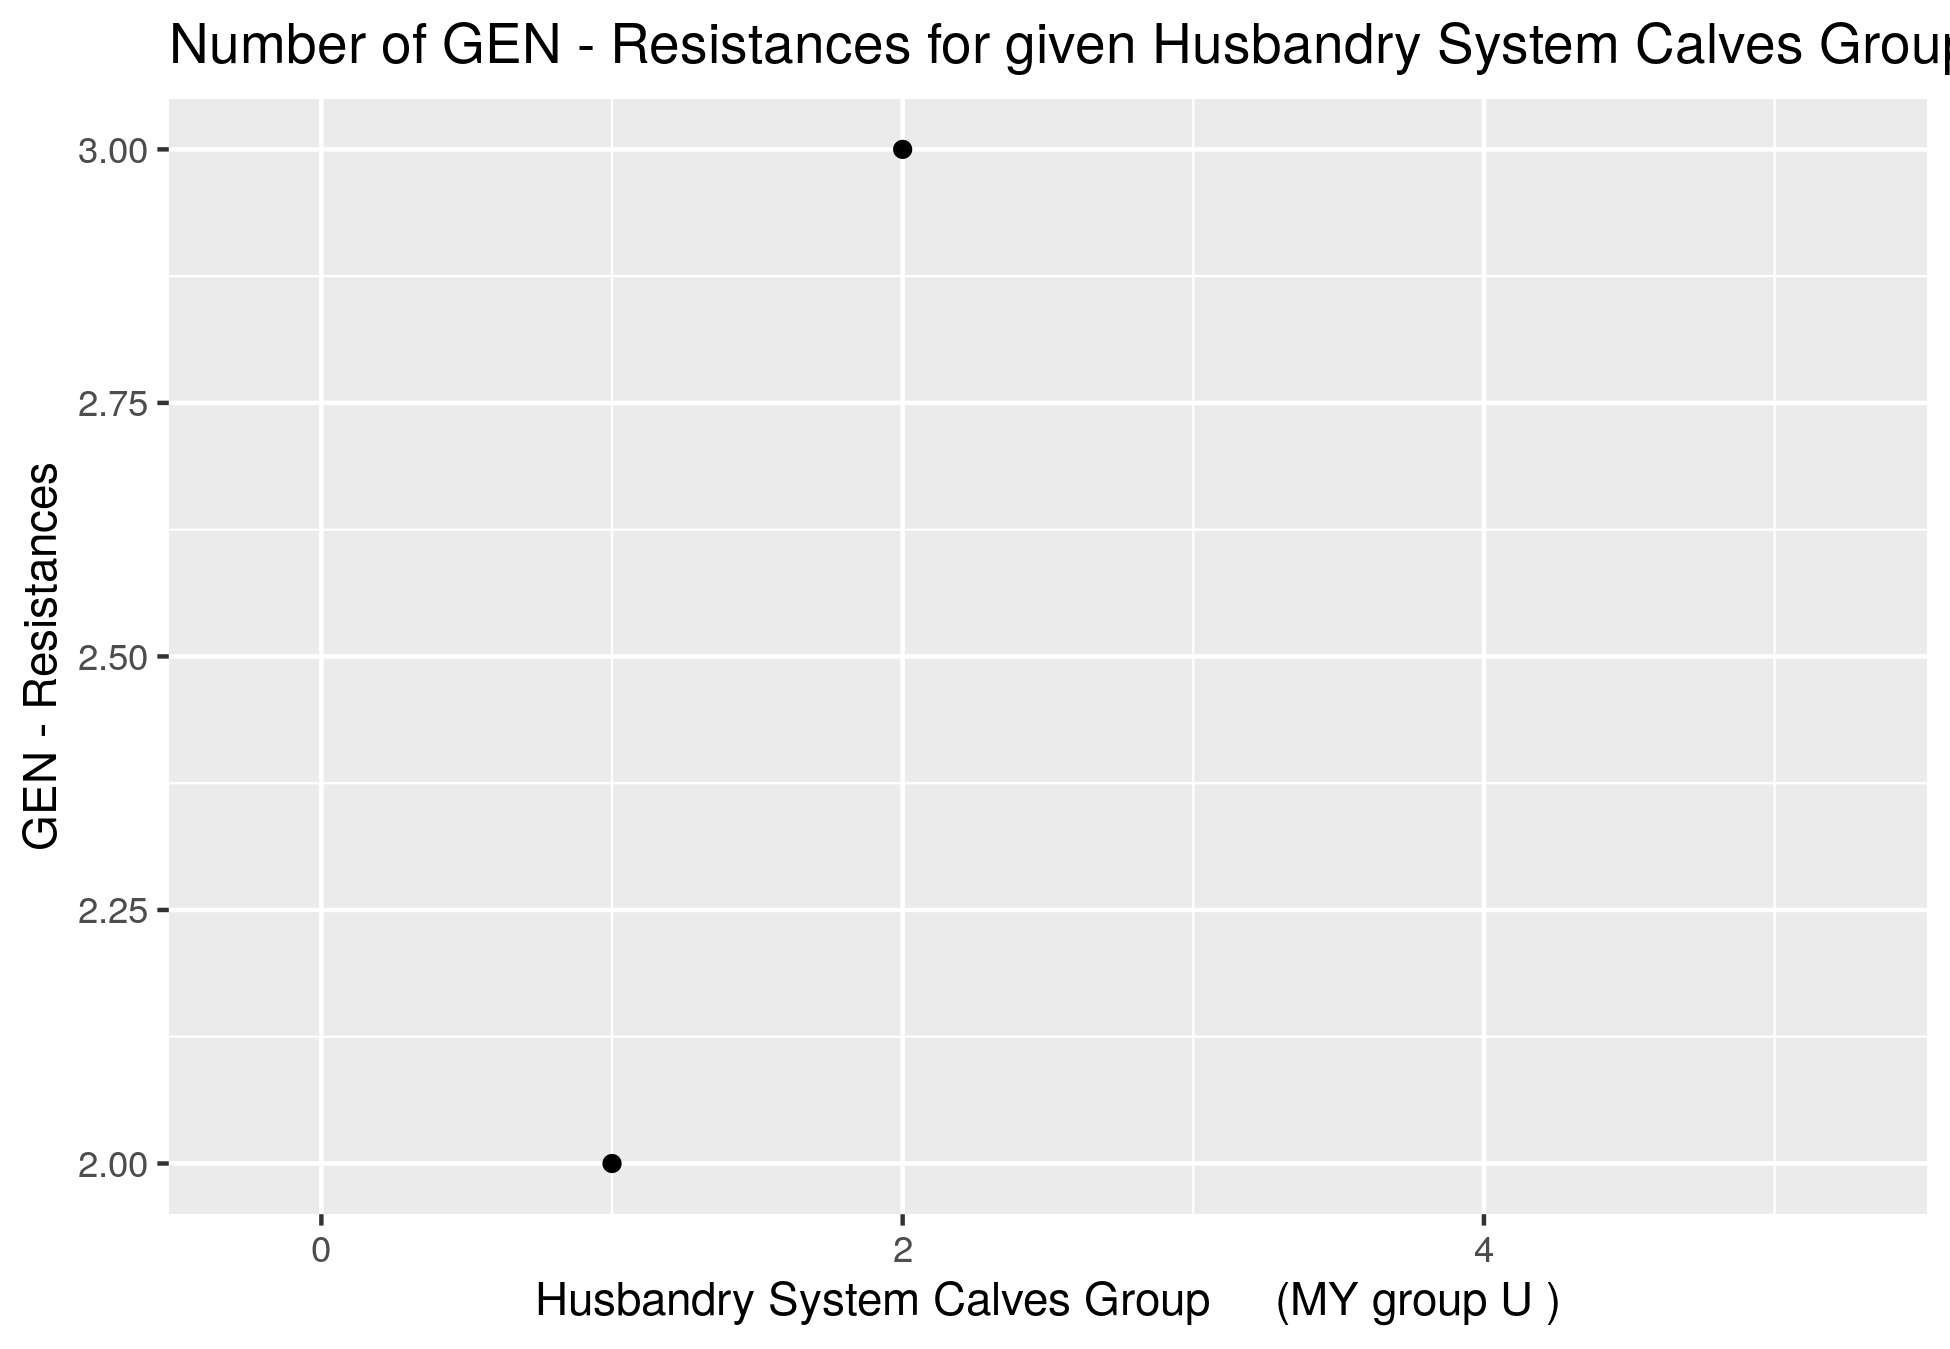 Number of GEN - Resistances for given Husbandry System Calves Group
3.00
2.75
2.50
2.25
2.00
GEN - Resistances
0 2 4
Husbandry System Calves Group (MY group U )